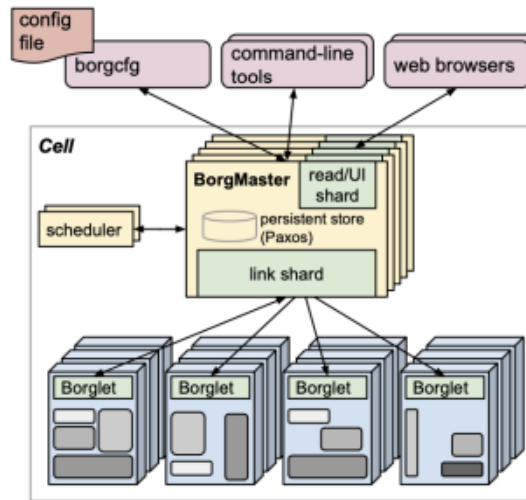 config
file
borgcfg
command-line
tools
web browsers
Cell
BorgMaster
read/UI
shard
persistent store
(Paxos)
scheduler
link shard
Borglet
Borglet
Borglet
Borglet